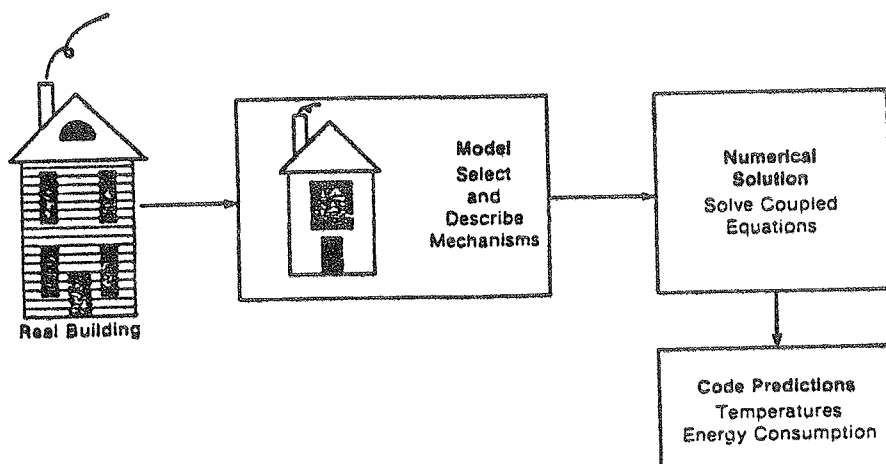 Real Building
Model
Select
and
Describe
Mechanisms
Numerical
Solution
Solve Coupled
Equations
Code Predictions
Temperatures
Energy Consumption